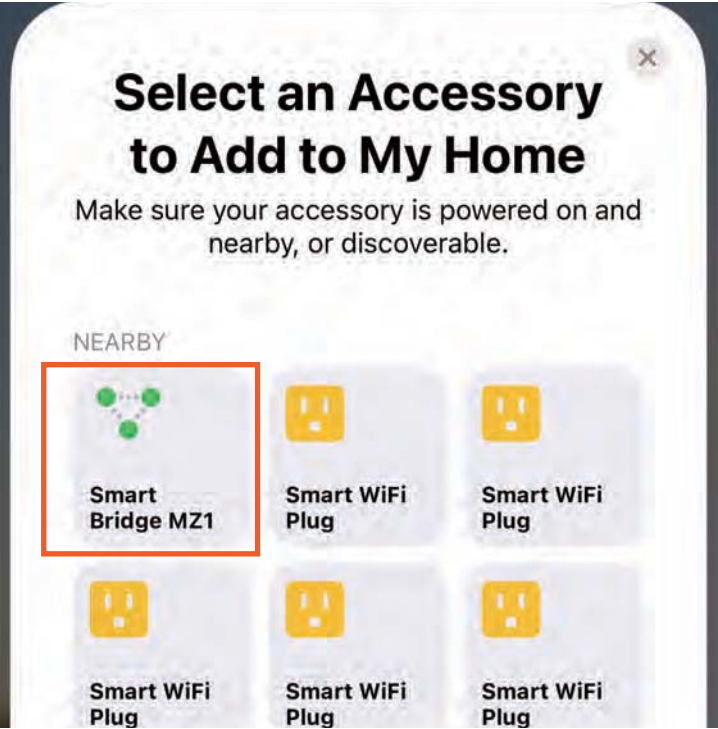 Select an Accessory
to Add to My Home
Make sure your accessory is powered on and
nearby, or discoverable.
NEARBY
Smart
Bridge MZ1
Smart WiFi
Plug
Smart WiFi
Plug
Smart WiFi
Plug
Smart WiFi
Plug
Smart WiFi
Plug